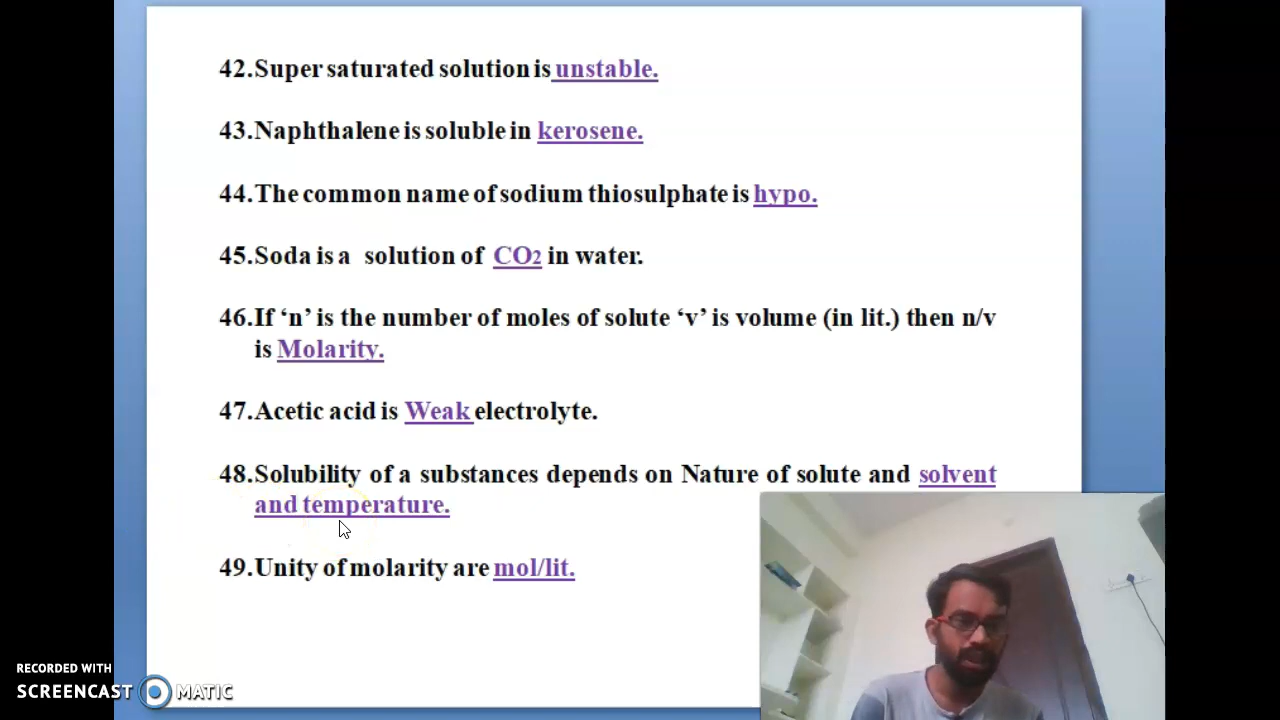 42.Super saturated solution is unstable.
43.Naphthalene is soluble in kerosene.
44.The common name of sodium thiosulphate is hypo.
45.Soda is a solution of CO2 in water.
46.If ‘n’ is the number of moles of solute ‘v’ is volume (in lit.) then n/v
is Molarity.
47.Acetic acid is Weak electrolyte.
48.Solubility of a substances depends on Nature of solute and solvent
and temperature.
49.Unity of molarity are mol/lit.
RECORDED WITH
SCREENCAST MATIC